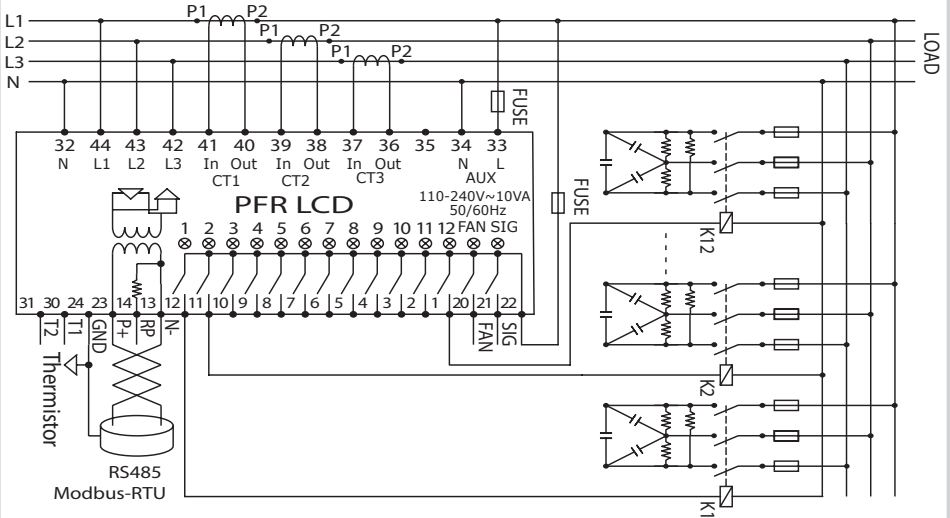 L1 P1 P2
L2 P1 P2
L3 P1 P2
N
LOAD
FUSE
32 44 43 42 41 40 39 38 37 36 35 34 33
N L1 L2 L3 In Out In Out In Out N L
CT1 CT2 CT3 AUX
110-240V~10VA
50/60Hz
PFR LCD
FUSE
1 2 3 4 5 6 7 8 9 10 11 12 FAN SIG
K12
31 30 24 23 14 13 12 11 10 9 8 7 6 5 4 3 2 1 20 21 22
T2 T1 GND P+ RP N- FAN SIG
Thermistor
K2
RS485
Modbus-RTU
K1